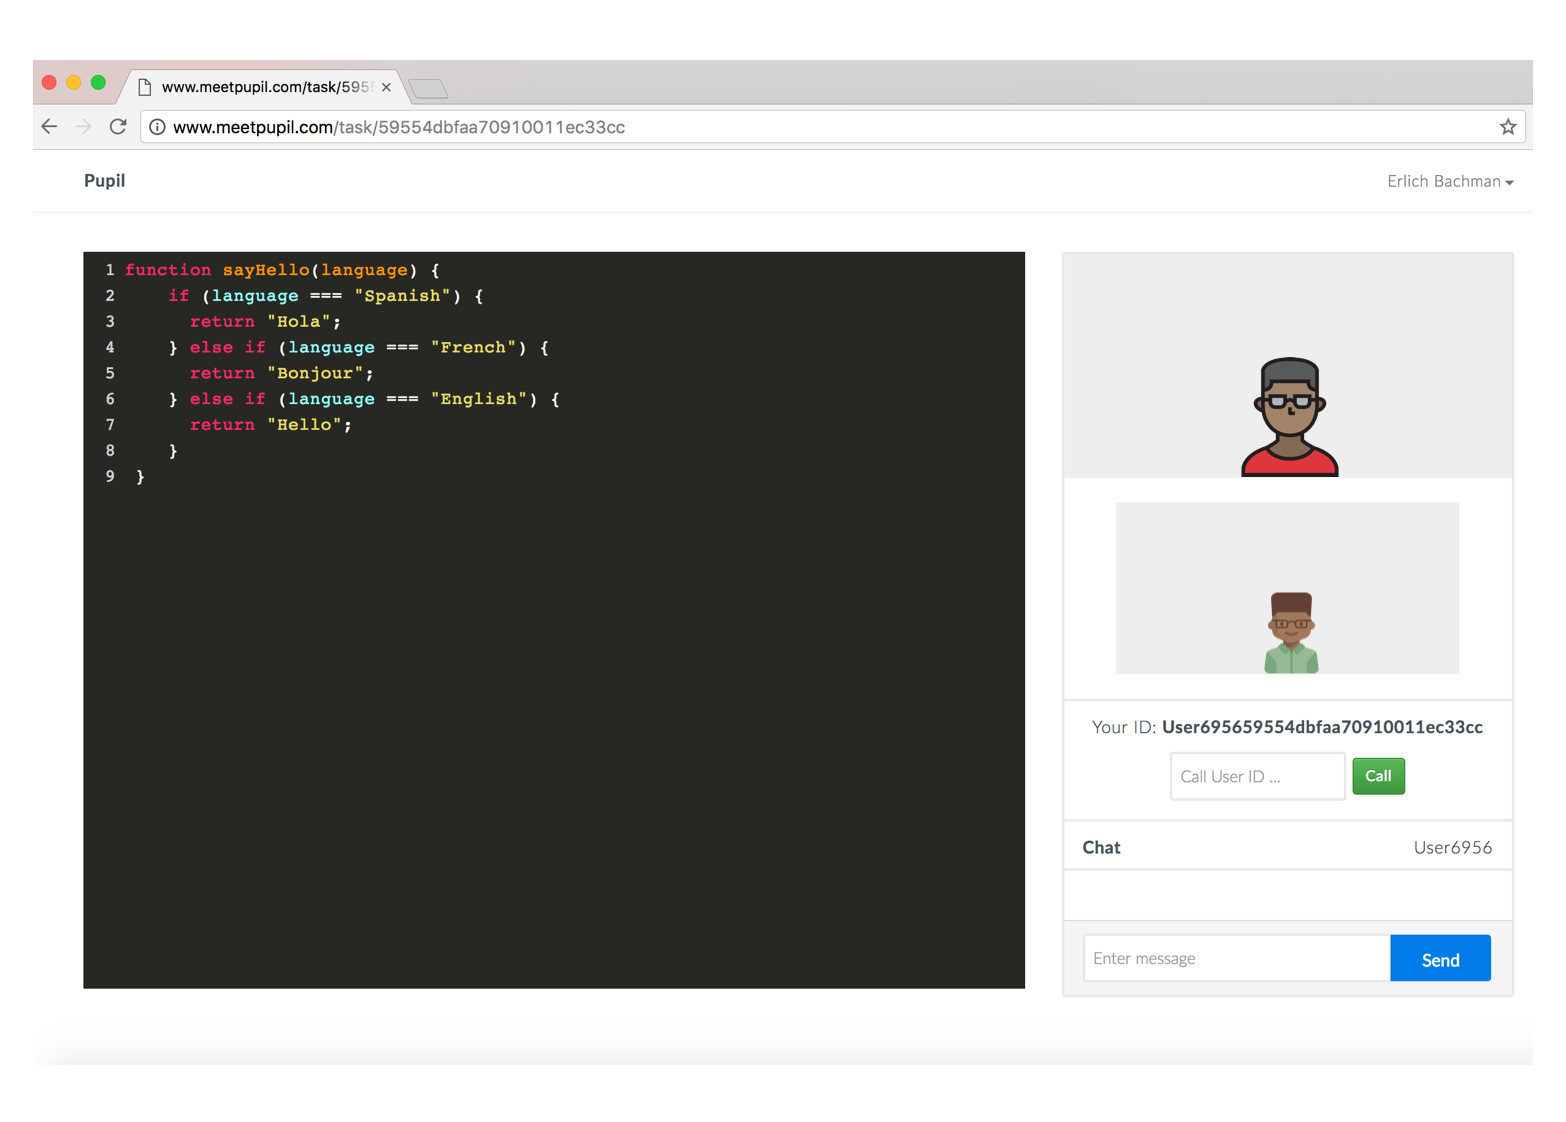 www.meetpupil.com/task/595
www.meetpupil.com/task/59554dbfaa70910011ec33cc
Pupil
Erlich Bachman
1 function sayHello(language) {
2     if (language === "Spanish") {
3       return "Hola";
4     } else if (language === "French") {
5       return "Bonjour";
6     } else if (language === "English") {
7       return "Hello";
8     }
9  }
Your ID: User695659554dbfaa70910011ec33cc
Call User ID ...
Call
Chat
User6956
Enter message
Send